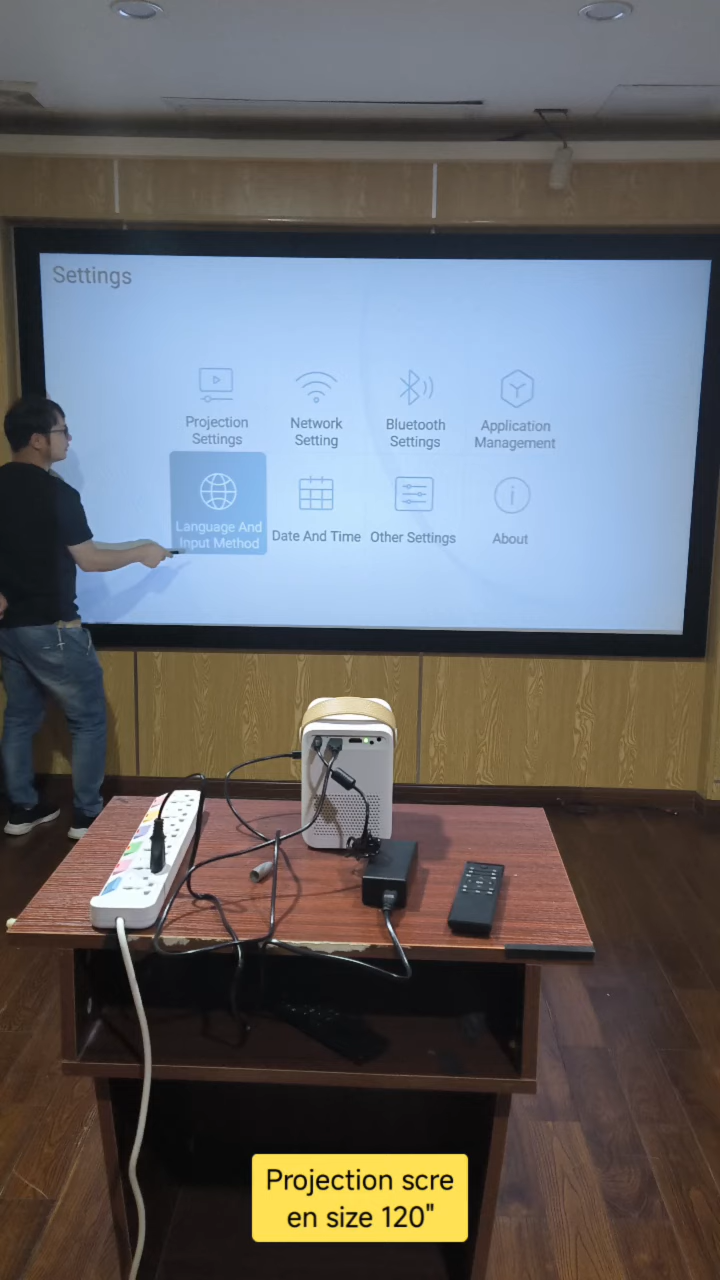 Settings
Projection
Settings
Network
Setting
Bluetooth
Settings
Application
Management
Language And
Input Method
Date And Time
Other Settings
About
Projection scre
en size 120"